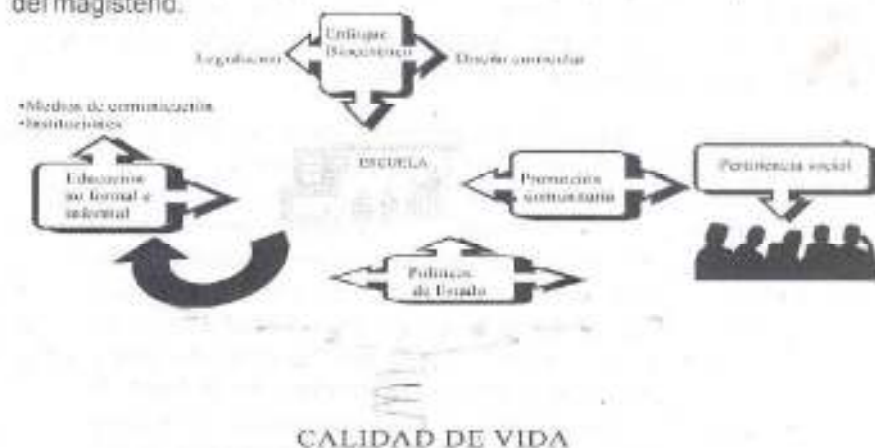 del magisterio.
Enfoque
Biocéntrico
Legislación
Diseño curricular
•Medios de comunicación
•Instituciones
ESCUELA
Educación
no formal e
informal
Promoción
comunitaria
Pertinencia social
Políticas
de Estado
CALIDAD DE VIDA